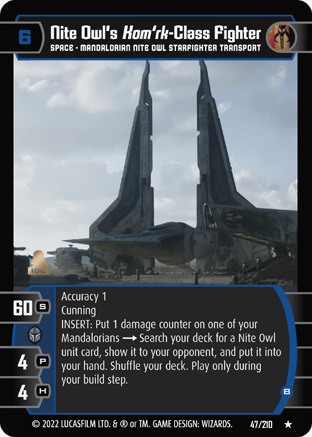 6
Nite Owl's Kom'rk-Class Fighter
SPACE - MANDALORIAN NITE OWL STARFIGHTER TRANSPORT
60 S
4 P
4 H
Accuracy 1
Cunning
INSERT: Put 1 damage counter on one of your
Mandalorians → Search your deck for a Nite Owl
unit card, show it to your opponent, and put it into
your hand. Shuffle your deck. Play only during
your build step.
B
© 2022 LUCASFILM LTD. & ® or TM. GAME DESIGN: WIZARDS.
47/210 ★